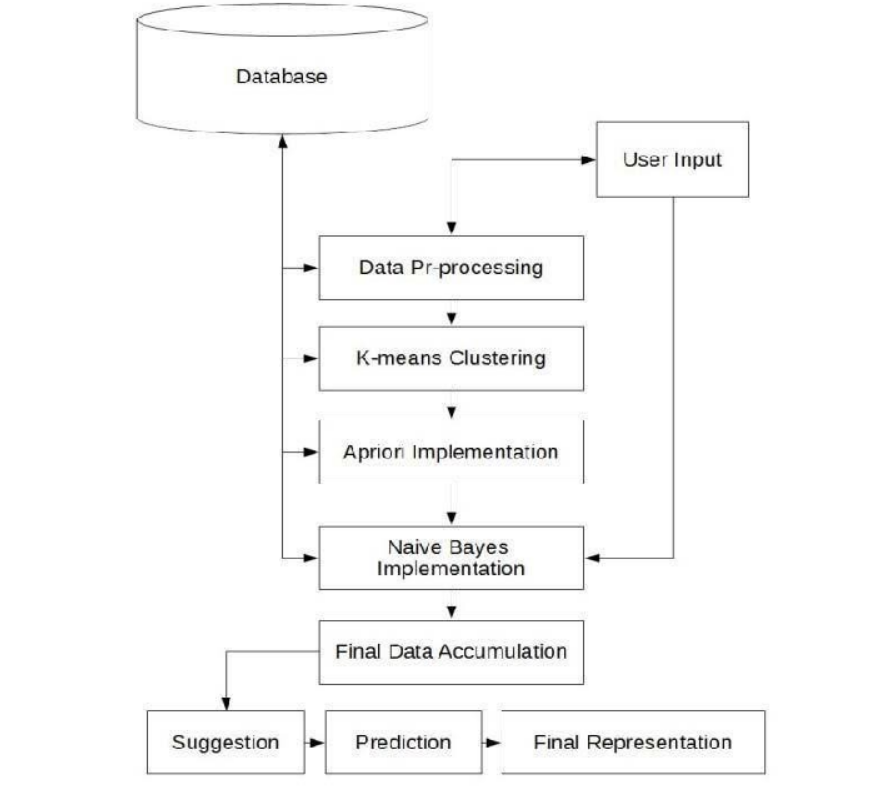 Database
User Input
Data Pr-processing
K-means Clustering
Apriori Implementation
Naive Bayes
Implementation
Final Data Accumulation
Suggestion
Prediction
Final Representation